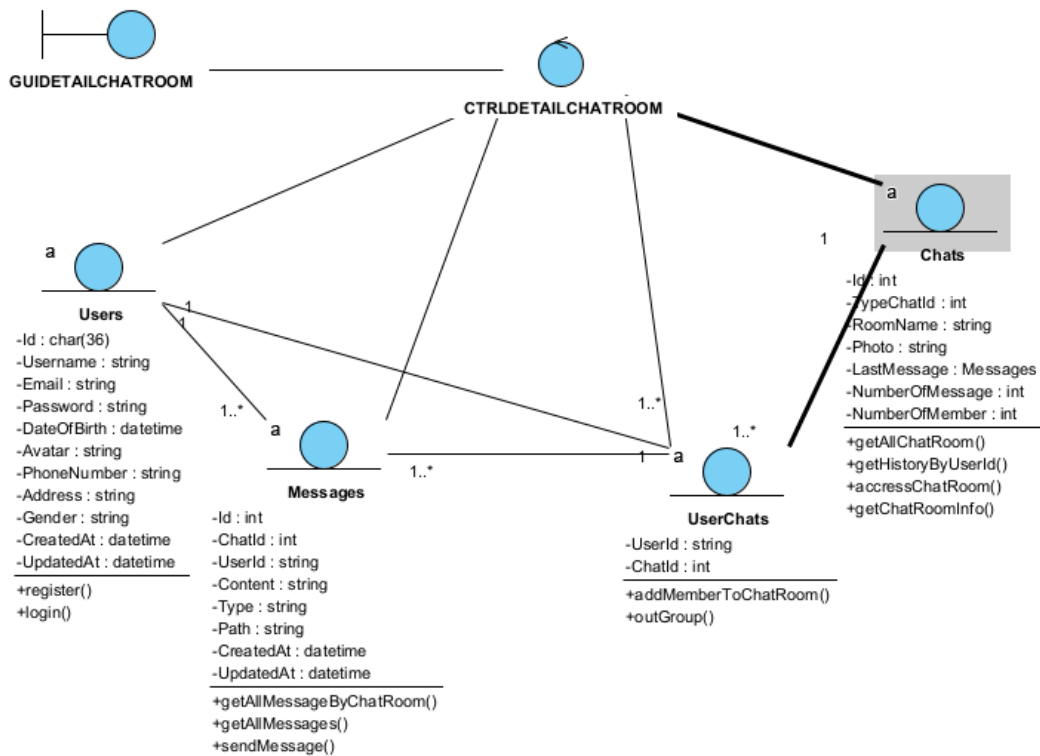 GUIDETAILCHATROOM
CTRLDETAILCHATROOM
a
1
Chats
-Id : int
-TypeChatId : int
-RoomName : string
-Photo : string
-LastMessage : Messages
-NumberOfMessage : int
-NumberOfMember : int
+getAllChatRoom()
+getHistoryByUserId()
+accressChatRoom()
+getChatRoomInfo()
a
Users
1
1
-Id : char(36)
-Username : string
-Email : string
-Password : string
-DateOfBirth : datetime
-Avatar : string
-PhoneNumber : string
-Address : string
-Gender : string
-CreatedAt : datetime
-UpdatedAt : datetime
+register()
+login()
1..*
a
1..*
Messages
-Id : int
-ChatId : int
-UserId : string
-Content : string
-Type : string
-Path : string
-CreatedAt : datetime
-UpdatedAt : datetime
+getAllMessageByChatRoom()
+getAllMessages()
+sendMessage()
1..*
1..*
1
a
UserChats
-UserId : string
-ChatId : int
+addMemberToChatRoom()
+outGroup()